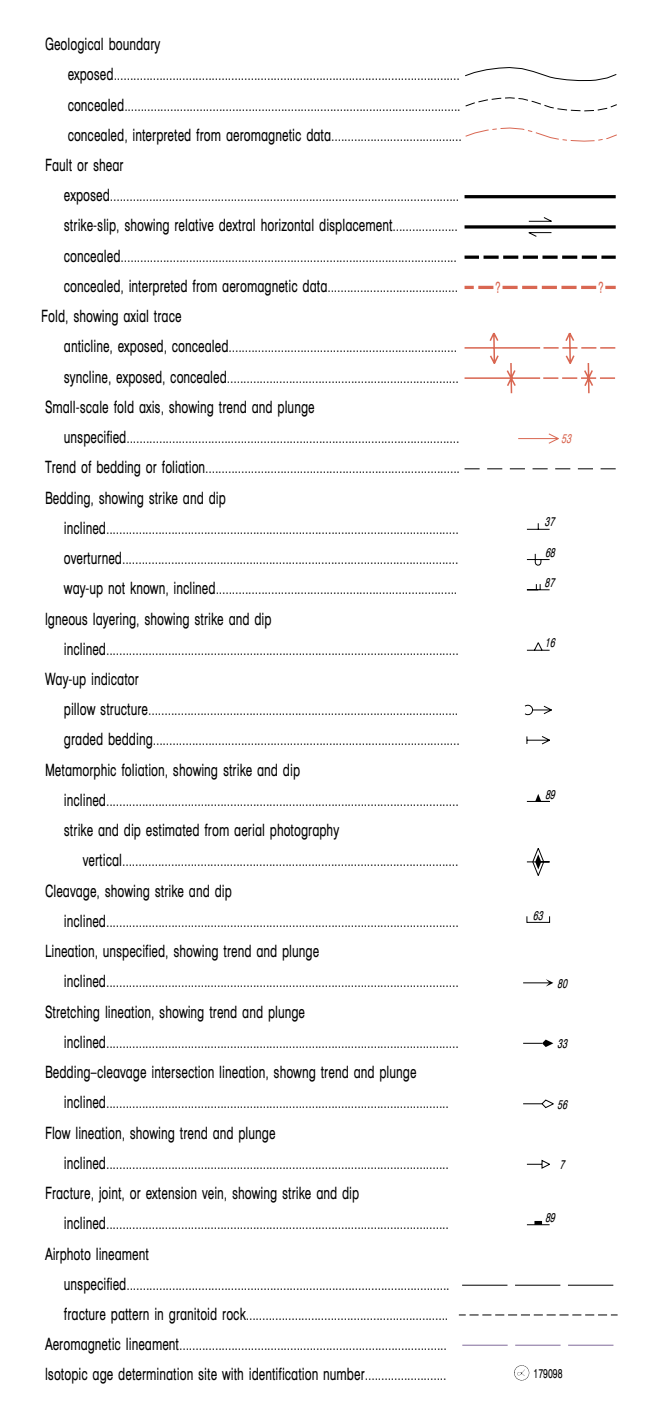 Geological boundary
exposed
concealed
concealed, interpreted from aeromagnetic data
Fault or shear
exposed
strike-slip, showing relative dextral horizontal displacement
concealed
concealed, interpreted from aeromagnetic data ? ?
Fold, showing axial trace
anticline, exposed, concealed
syncline, exposed, concealed
Small-scale fold axis, showing trend and plunge
unspecified 53
Trend of bedding or foliation
Bedding, showing strike and dip
inclined 37
overturned 68
way-up not known, inclined 87
Igneous layering, showing strike and dip
inclined 16
Way-up indicator
pillow structure
graded bedding
Metamorphic foliation, showing strike and dip
inclined 89
strike and dip estimated from aerial photography
vertical
Cleavage, showing strike and dip
inclined 63
Lineation, unspecified, showing trend and plunge
inclined 80
Stretching lineation, showing trend and plunge
inclined 33
Bedding–cleavage intersection lineation, showng trend and plunge
inclined 56
Flow lineation, showing trend and plunge
inclined 7
Fracture, joint, or extension vein, showing strike and dip
inclined 89
Airphoto lineament
unspecified
fracture pattern in granitoid rock
Aeromagnetic lineament
Isotopic age determination site with identification number 179098